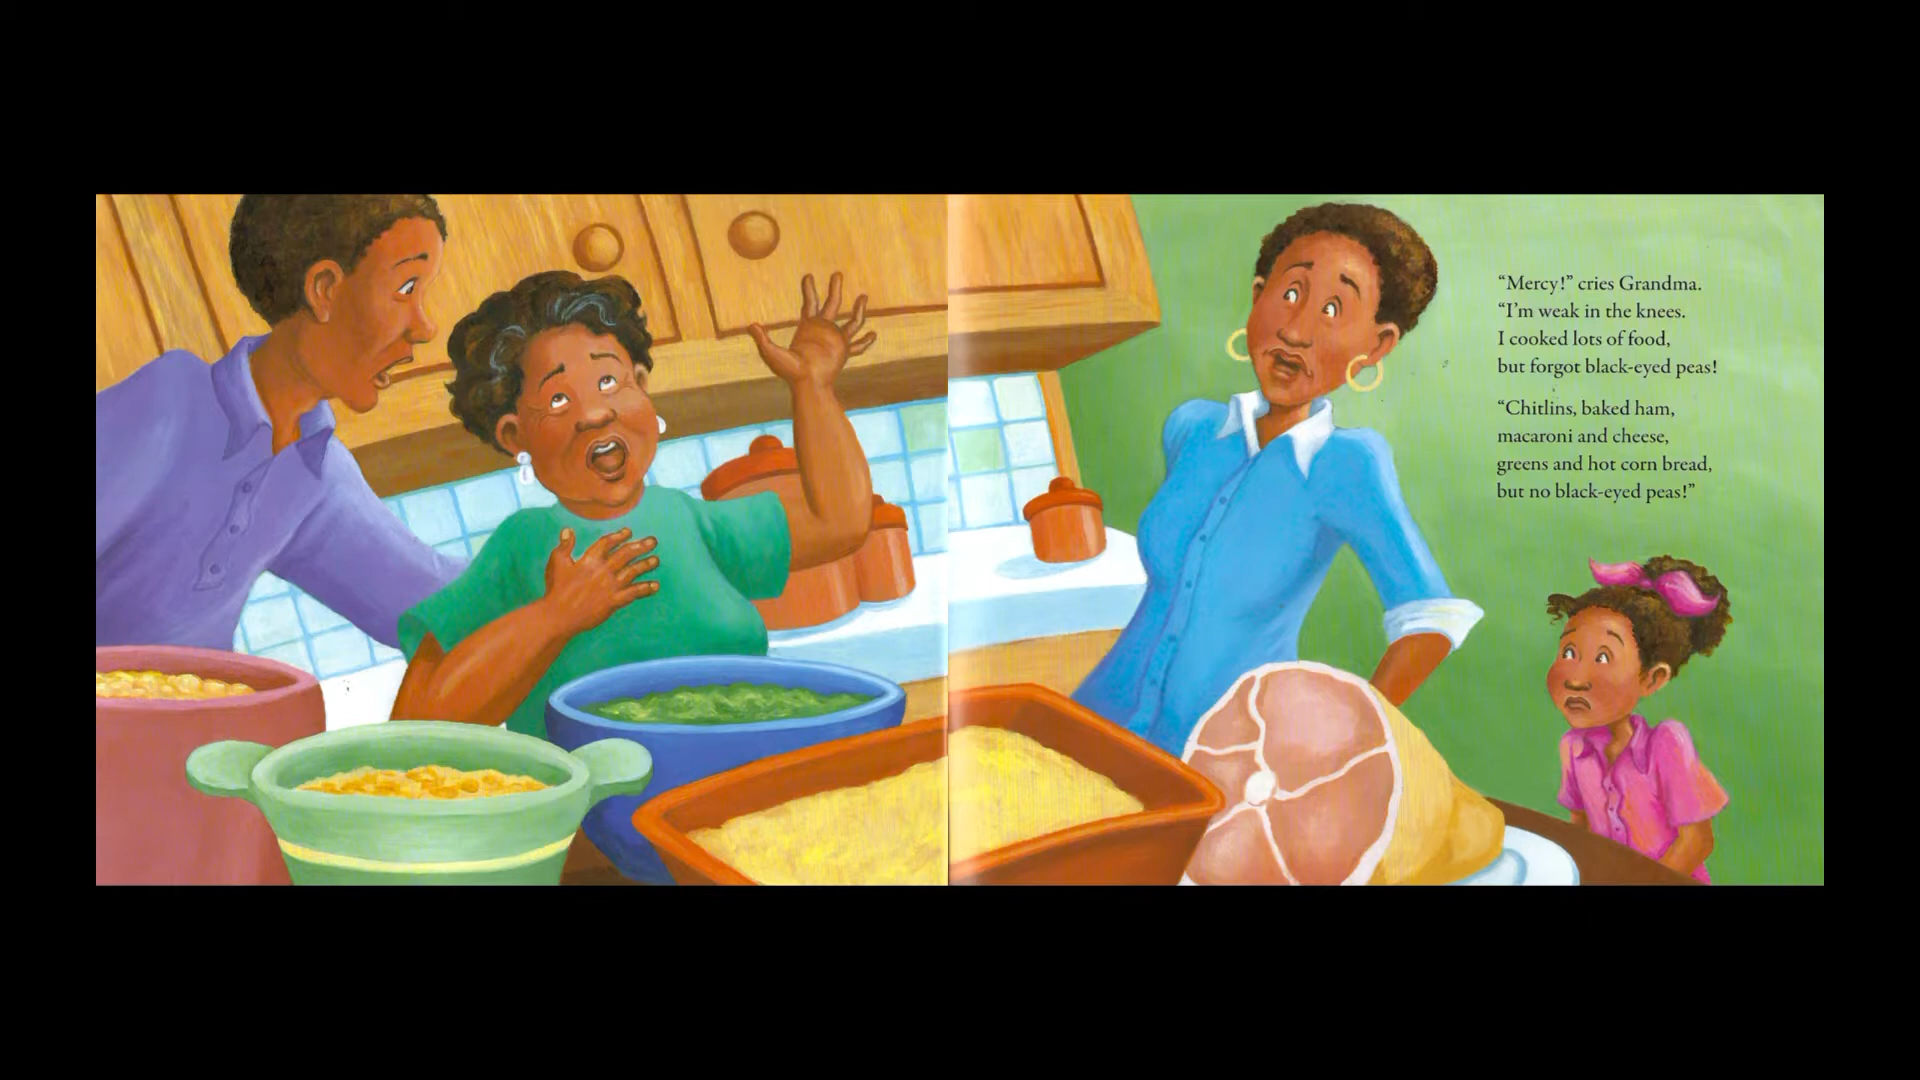 “Mercy!” cries Grandma.
“I’m weak in the knees.
I cooked lots of food,
but forgot black-eyed peas!
“Chitlins, baked ham,
macaroni and cheese,
greens and hot corn bread,
but no black-eyed peas!”